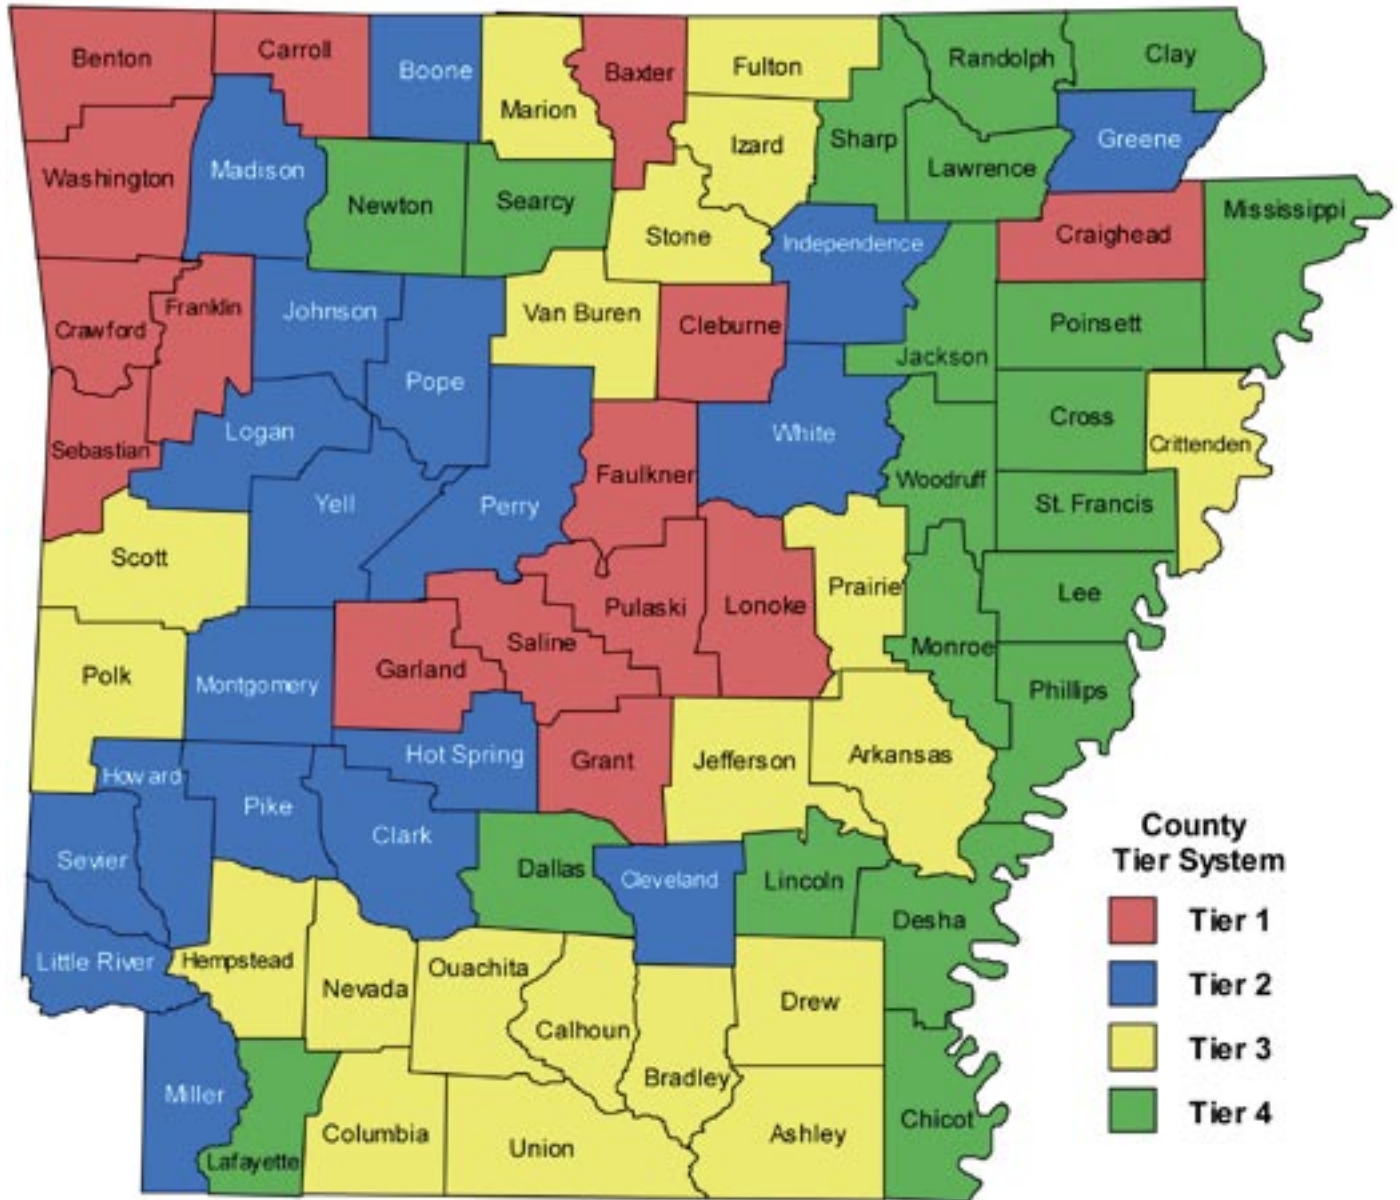 Benton
Carroll
Boone
Marion
Baxter
Fulton
Randolph
Clay
Izard
Sharp
Lawrence
Greene
Washington
Madison
Newton
Searcy
Stone
Independence
Craighead
Mississippi
Crawford
Franklin
Johnson
Pope
Van Buren
Cleburne
Jackson
Poinsett
Sebastian
Logan
Yell
Perry
Faulkner
White
Woodruff
Cross
Crittenden
St. Francis
Scott
Pulaski
Lonoke
Prairie
Lee
Polk
Montgomery
Garland
Saline
Monroe
Phillips
Howard
Pike
Hot Spring
Grant
Jefferson
Arkansas
Sevier
Clark
Dallas
Cleveland
Lincoln
Desha
Little River
Hempstead
Nevada
Ouachita
Calhoun
Bradley
Drew
Miller
Lafayette
Columbia
Union
Ashley
Chicot
County
Tier System
Tier 1
Tier 2
Tier 3
Tier 4